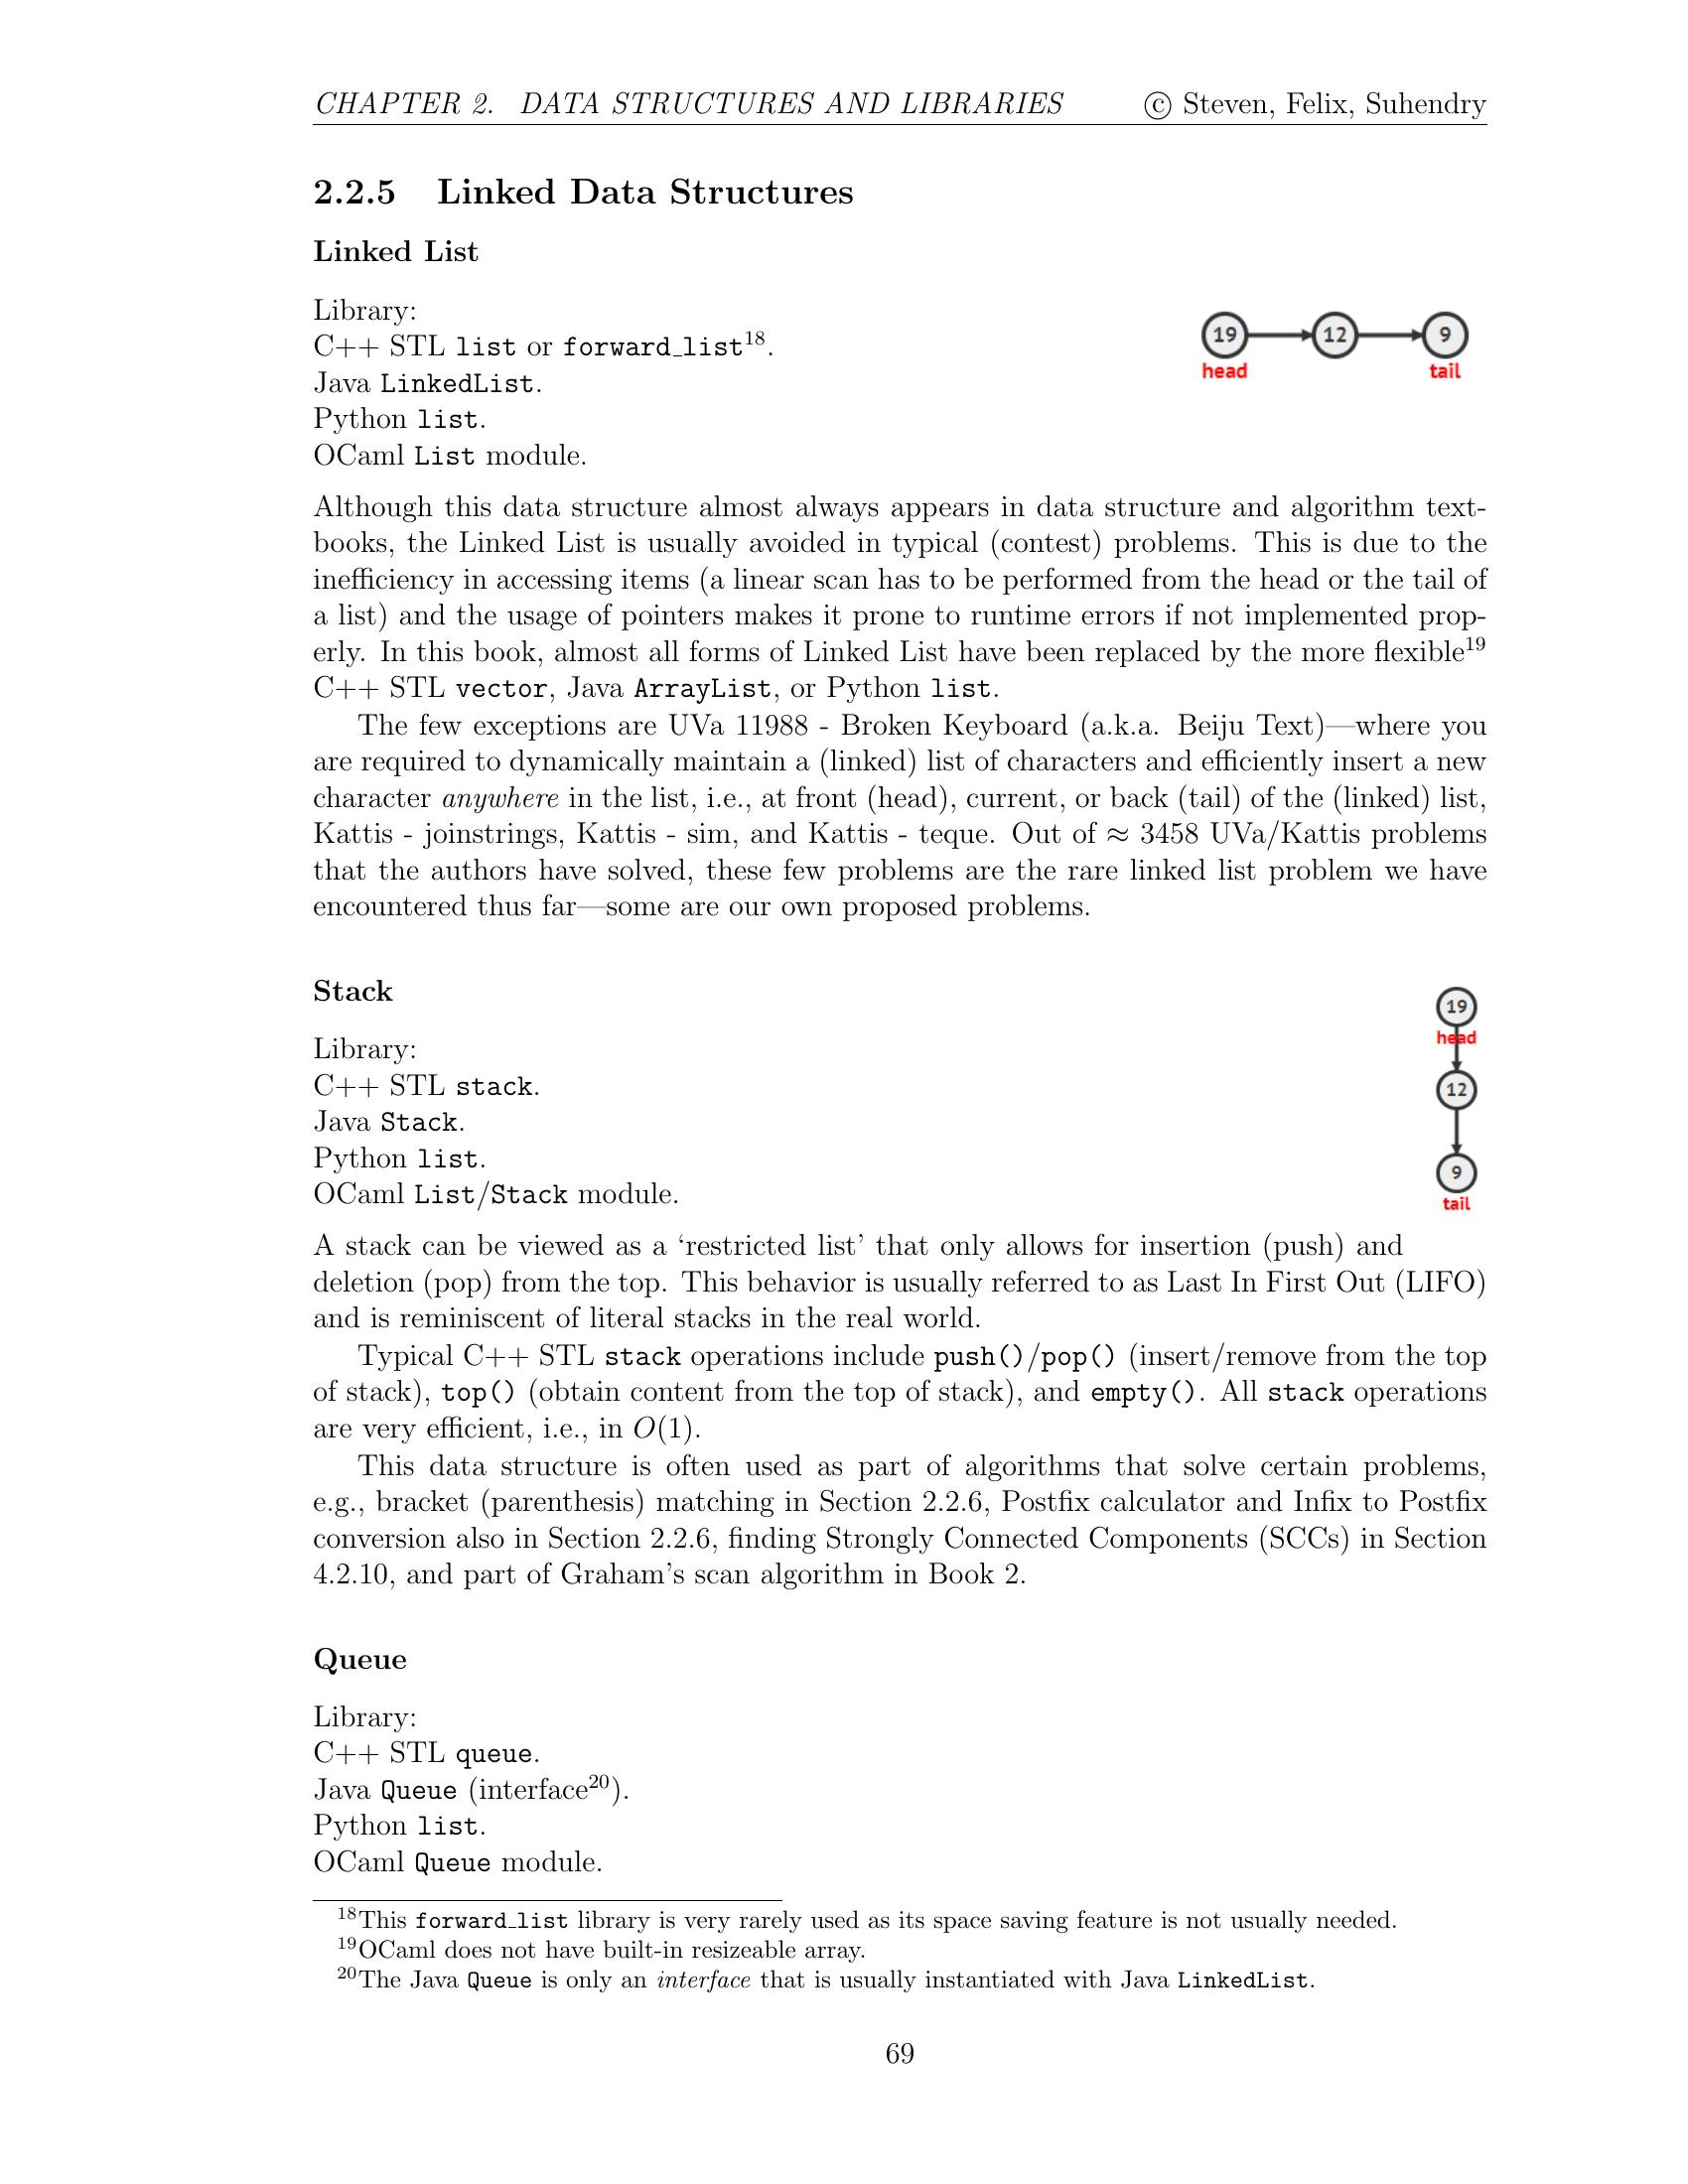 CHAPTER 2. DATA STRUCTURES AND LIBRARIES © Steven, Felix, Suhendry
2.2.5 Linked Data Structures
Linked List
Library:
C++ STL list or forward_list18.
Java LinkedList.
Python list.
OCaml List module.
19 12 9
head tail
Although this data structure almost always appears in data structure and algorithm text-
books, the Linked List is usually avoided in typical (contest) problems. This is due to the
inefficiency in accessing items (a linear scan has to be performed from the head or the tail of
a list) and the usage of pointers makes it prone to runtime errors if not implemented prop-
erly. In this book, almost all forms of Linked List have been replaced by the more flexible19
C++ STL vector, Java ArrayList, or Python list.
The few exceptions are UVa 11988 - Broken Keyboard (a.k.a. Beiju Text)—where you
are required to dynamically maintain a (linked) list of characters and efficiently insert a new
character anywhere in the list, i.e., at front (head), current, or back (tail) of the (linked) list,
Kattis - joinstrings, Kattis - sim, and Kattis - teque. Out of ≈ 3458 UVa/Kattis problems
that the authors have solved, these few problems are the rare linked list problem we have
encountered thus far—some are our own proposed problems.
Stack
Library:
C++ STL stack.
Java Stack.
Python list.
OCaml List/Stack module.
19
head
12
9
tail
A stack can be viewed as a ‘restricted list’ that only allows for insertion (push) and
deletion (pop) from the top. This behavior is usually referred to as Last In First Out (LIFO)
and is reminiscent of literal stacks in the real world.
Typical C++ STL stack operations include push()/pop() (insert/remove from the top
of stack), top() (obtain content from the top of stack), and empty(). All stack operations
are very efficient, i.e., in O(1).
This data structure is often used as part of algorithms that solve certain problems,
e.g., bracket (parenthesis) matching in Section 2.2.6, Postfix calculator and Infix to Postfix
conversion also in Section 2.2.6, finding Strongly Connected Components (SCCs) in Section
4.2.10, and part of Graham’s scan algorithm in Book 2.
Queue
Library:
C++ STL queue.
Java Queue (interface20).
Python list.
OCaml Queue module.
18This forward_list library is very rarely used as its space saving feature is not usually needed.
19OCaml does not have built-in resizeable array.
20The Java Queue is only an interface that is usually instantiated with Java LinkedList.
69